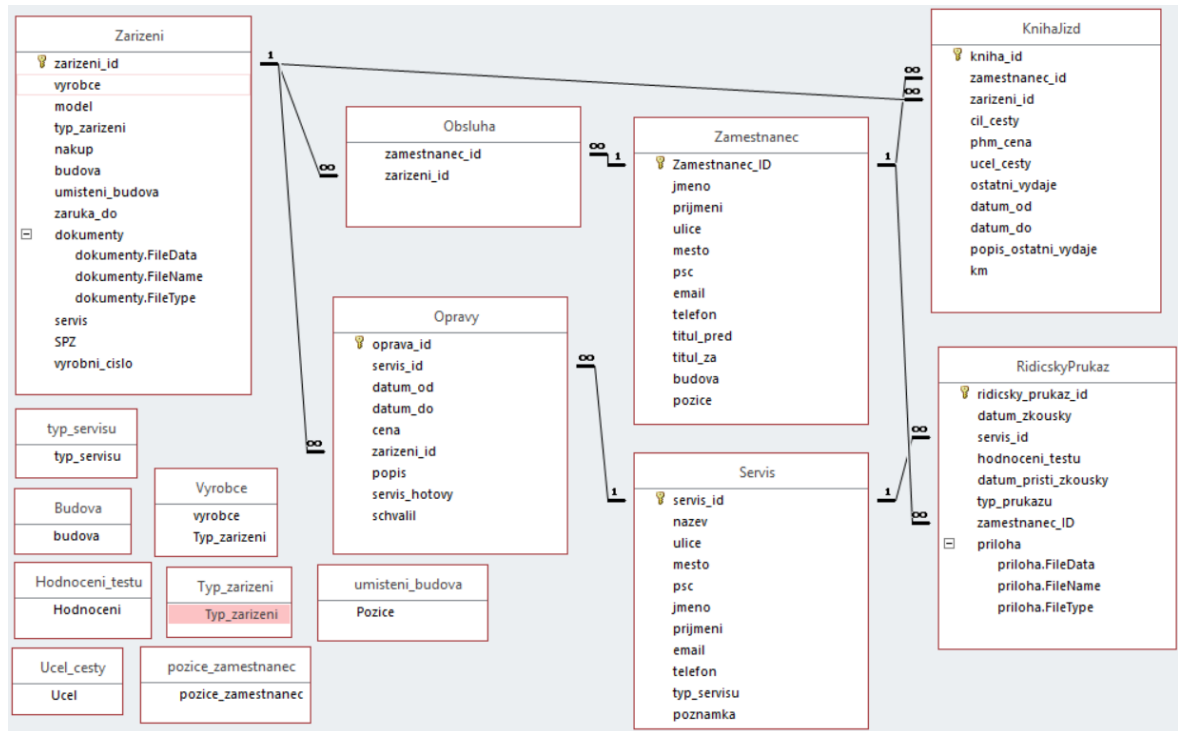 Zarizeni
zarizeni_id
vyrobce
model
typ_zarizeni
nakup
budova
umisteni_budova
zaruka_do
dokumenty
dokumenty.FileData
dokumenty.FileName
dokumenty.FileType
servis
SPZ
vyrobni_cislo
1
∞
∞
∞
Obsluha
zamestnanec_id
zarizeni_id
∞
1
Zamestnanec
Zamestnanec_ID
jmeno
prijmeni
ulice
mesto
psc
email
telefon
titul_pred
titul_za
budova
pozice
1
∞
∞
KnihaJizd
kniha_id
zamestnanec_id
zarizeni_id
cil_cesty
phm_cena
ucel_cesty
ostatni_vydaje
datum_od
datum_do
popis_ostatni_vydaje
km
Opravy
oprava_id
servis_id
datum_od
datum_do
cena
zarizeni_id
popis
servis_hotovy
schvalil
∞
1
Servis
servis_id
nazev
ulice
mesto
psc
jmeno
prijmeni
email
telefon
typ_servisu
poznamka
1
∞
RidicskyPrukaz
ridicsky_prukaz_id
datum_zkousky
servis_id
hodnoceni_testu
datum_pristi_zkousky
typ_prukazu
zamestnanec_ID
priloha
priloha.FileData
priloha.FileName
priloha.FileType
typ_servisu
typ_servisu
Budova
budova
Vyrobce
vyrobce
Typ_zarizeni
Hodnoceni_testu
Hodnoceni
Typ_zarizeni
Typ_zarizeni
umisteni_budova
Pozice
Ucel_cesty
Ucel
pozice_zamestnanec
pozice_zamestnanec